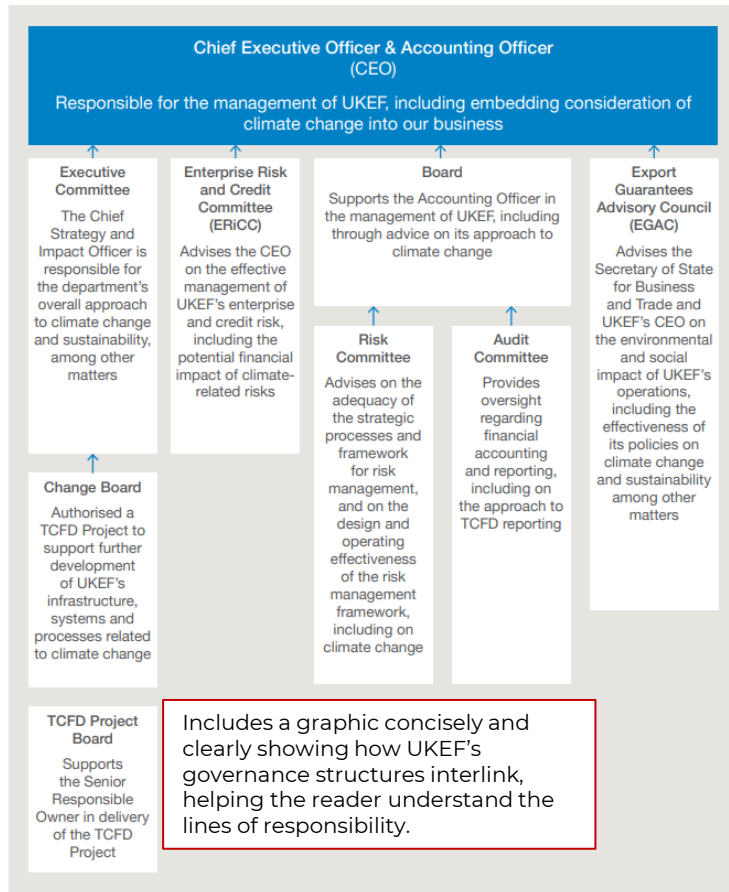 Chief Executive Officer & Accounting Officer
(CEO)
Responsible for the management of UKEF, including embedding consideration of
climate change into our business
Executive
Committee
The Chief
Strategy and
Impact Officer is
responsible for
the department's
overall approach
to climate change
and sustainability,
among other
matters
Enterprise Risk
and Credit
Committee
(ERiCC)
Advises the CEO
on the effective
management of
UKEF's enterprise
and credit risk,
including the
potential financial
impact of climate-
related risks
Board
Supports the Accounting Officer in
the management of UKEF, including
through advice on its approach to
climate change
Export
Guarantees
Advisory Council
(EGAC)
Advises the
Secretary of State
for Business
and Trade and
UKEF's CEO on
the environmental
and social
impact of UKEF's
operations,
including the
effectiveness of
its policies on
climate change
and sustainability
among other
matters
Risk
Committee
Advises on the
adequacy of
the strategic
processes and
framework
for risk
management,
and on the
design and
operating
effectiveness
of the risk
management
framework,
including on
climate change
Audit
Committee
Provides
oversight
regarding
financial
accounting
and reporting,
including on
the approach to
TCFD reporting
Change Board
Authorised a
TCFD Project to
support further
development
of UKEF's
infrastructure,
systems and
processes related
to climate change
TCFD Project
Board
Supports
the Senior
Responsible
Owner in delivery
of the TCFD
Project
Includes a graphic concisely and
clearly showing how UKEF's
governance structures interlink,
helping the reader understand the
lines of responsibility.